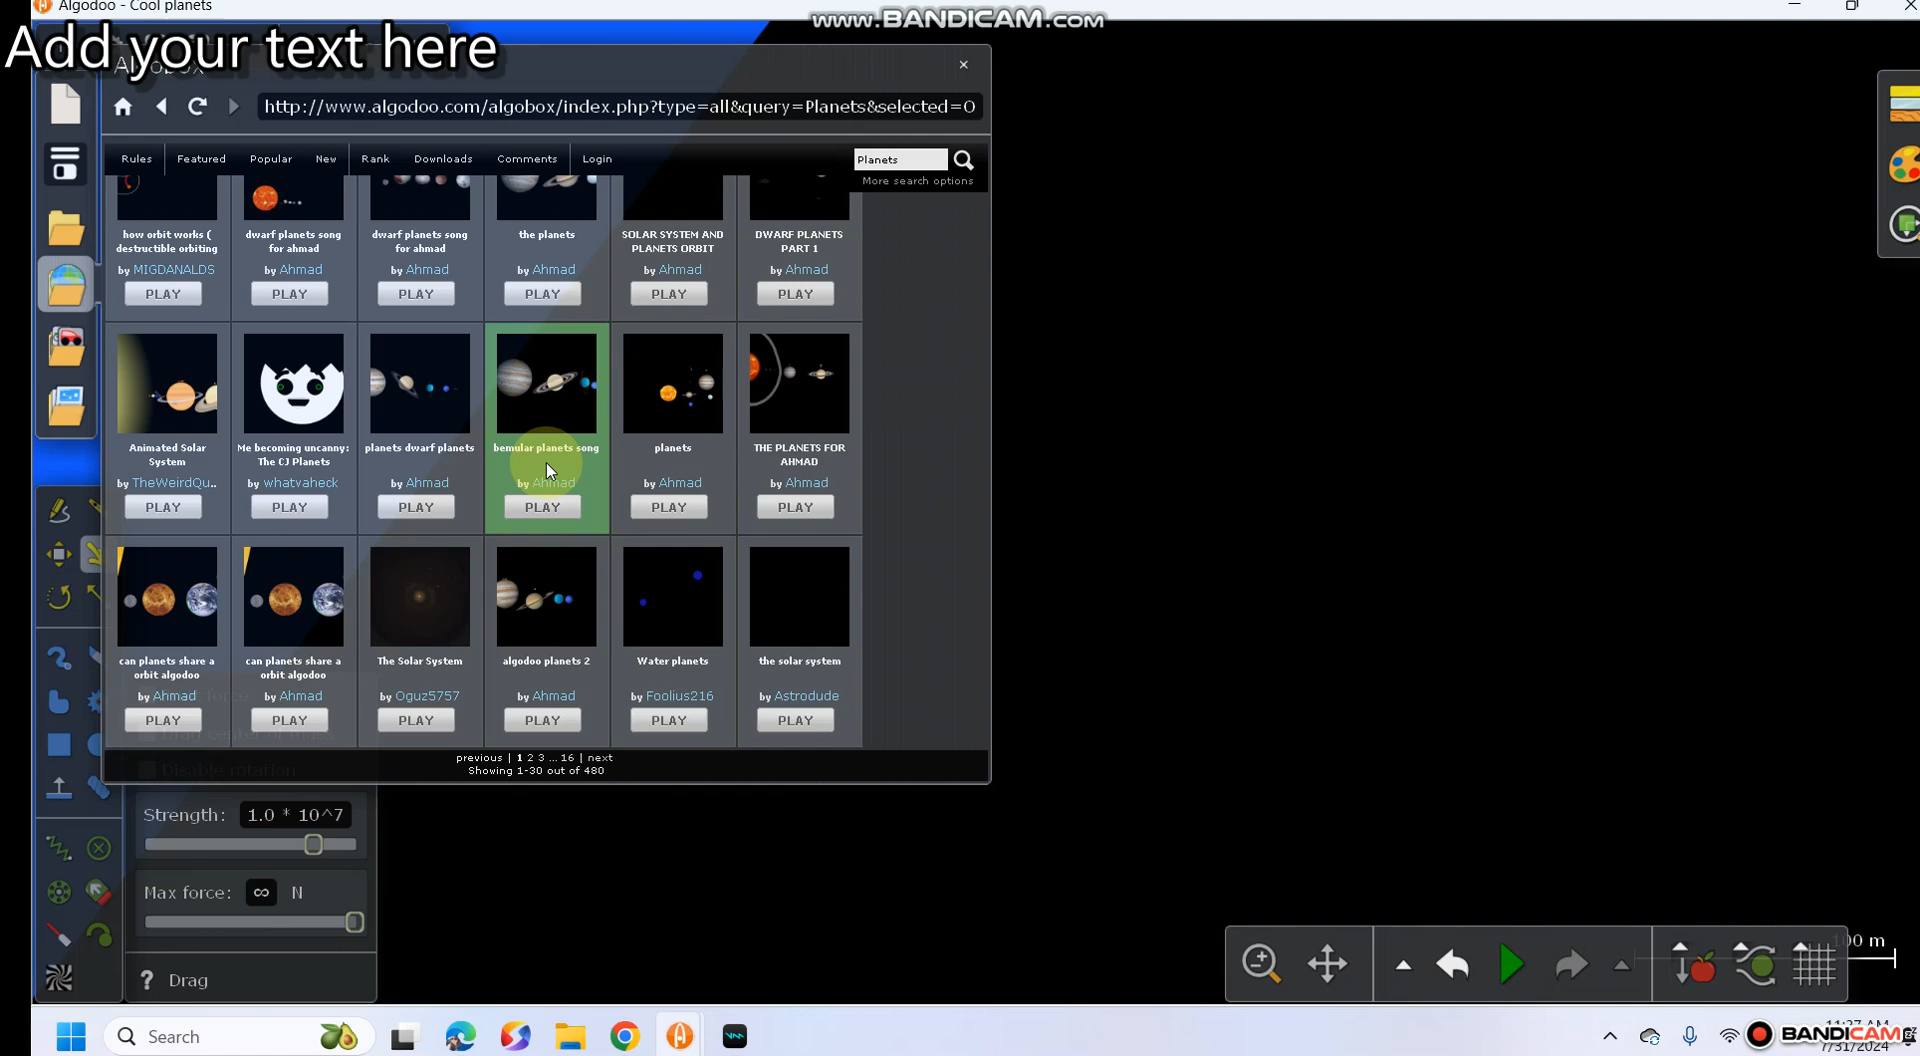 Algodoo - Cool planets
www.BANDICAM.com
Add your text here
Algobox
http://www.algodoo.com/algobox/index.php?type=all&query=Planets&selected=O
Rules Featured Popular New Rank Downloads Comments Login
Planets
More search options
how orbit works (
destructible orbiting
by MIGDANALDS
PLAY
dwarf planets song
for ahmad
by Ahmad
PLAY
dwarf planets song
for ahmad
by Ahmad
PLAY
the planets
by Ahmad
PLAY
SOLAR SYSTEM AND
PLANETS ORBIT
by Ahmad
PLAY
DWARF PLANETS
PART 1
by Ahmad
PLAY
Animated Solar
System
by TheWeirdQu..
PLAY
Me becoming uncanny:
The CJ Planets
by whatvaheck
PLAY
planets dwarf planets
by Ahmad
PLAY
bemular planets song
by Ahmad
PLAY
planets
by Ahmad
PLAY
THE PLANETS FOR
AHMAD
by Ahmad
PLAY
can planets share a
orbit algodoo
by Ahmad
PLAY
can planets share a
orbit algodoo
by Ahmad
PLAY
The Solar System
by Oguz5757
PLAY
algodoo planets 2
by Ahmad
PLAY
Water planets
by Foolius216
PLAY
the solar system
by Astrodude
PLAY
previous | 1 2 3 ... 16 | next
Showing 1-30 out of 480
Disable rotation
Strength: 1.0 * 10^7
Max force: ∞ N
? Drag
Search
BANDICAM
7/31/2024